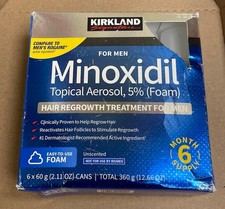 KIRKLAND
Signature
COMPARE TO
MEN'S ROGAINE
FOR MEN
Minoxidil
Topical Aerosol, 5% (Foam)
HAIR REGROWTH TREATMENT FOR MEN
• Clinically Proven to Help Regrow Hair
• Reactivates Hair Follicles to Stimulate Regrowth
• #1 Dermatologist Recommended Active Ingredient
MONTH
6
SUPPLY
EASY-TO-USE
FOAM
Unscented
NOT FOR USE BY WOMEN
6 x 60 g (2.11 OZ) CANS | TOTAL 360 g (12.66 OZ)